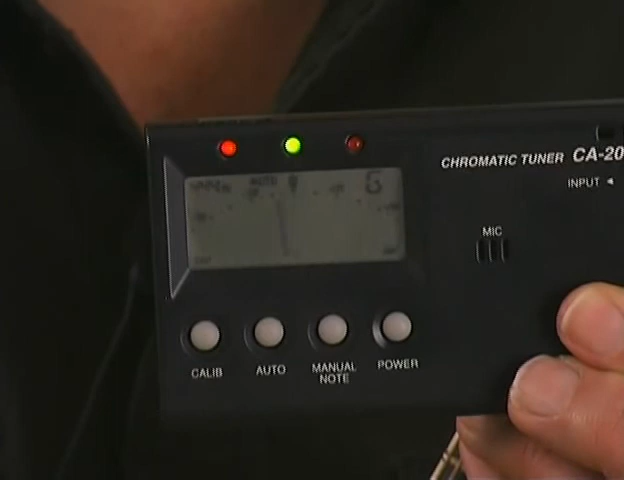 CHROMATIC TUNER CA-20
INPUT ◄
AUTO
G
MIC
CALIB
AUTO
MANUAL
NOTE
POWER